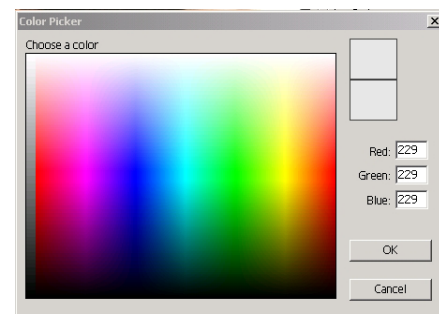 Color Picker
Choose a color
Red: 229
Green: 229
Blue: 229
OK
Cancel